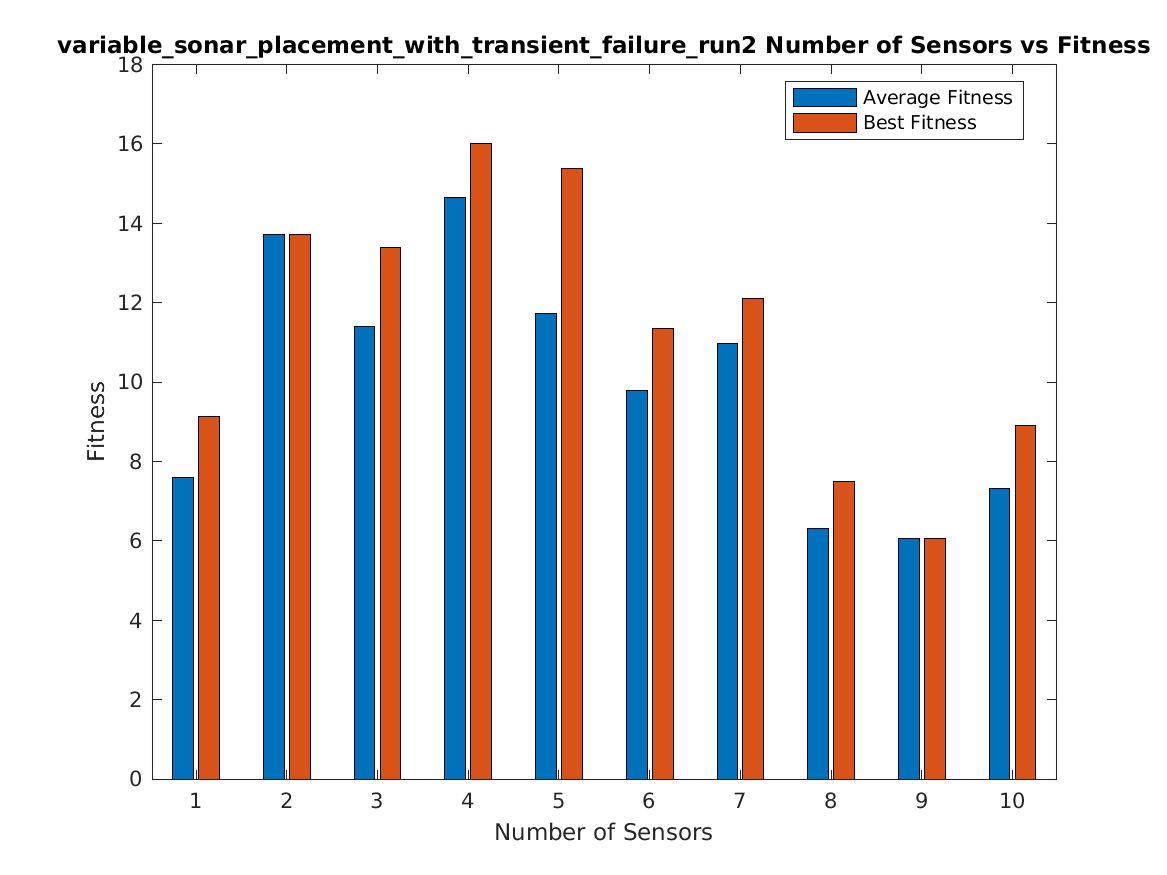 variable_sonar_placement_with_transient_failure_run2 Number of Sensors vs Fitness
18
16
14
12
10
8
6
4
2
0
Fitness
Average Fitness
Best Fitness
1 2 3 4 5 6 7 8 9 10
Number of Sensors